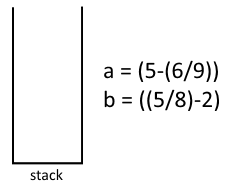 a = (5-(6/9))
b = ((5/8)-2)
stack